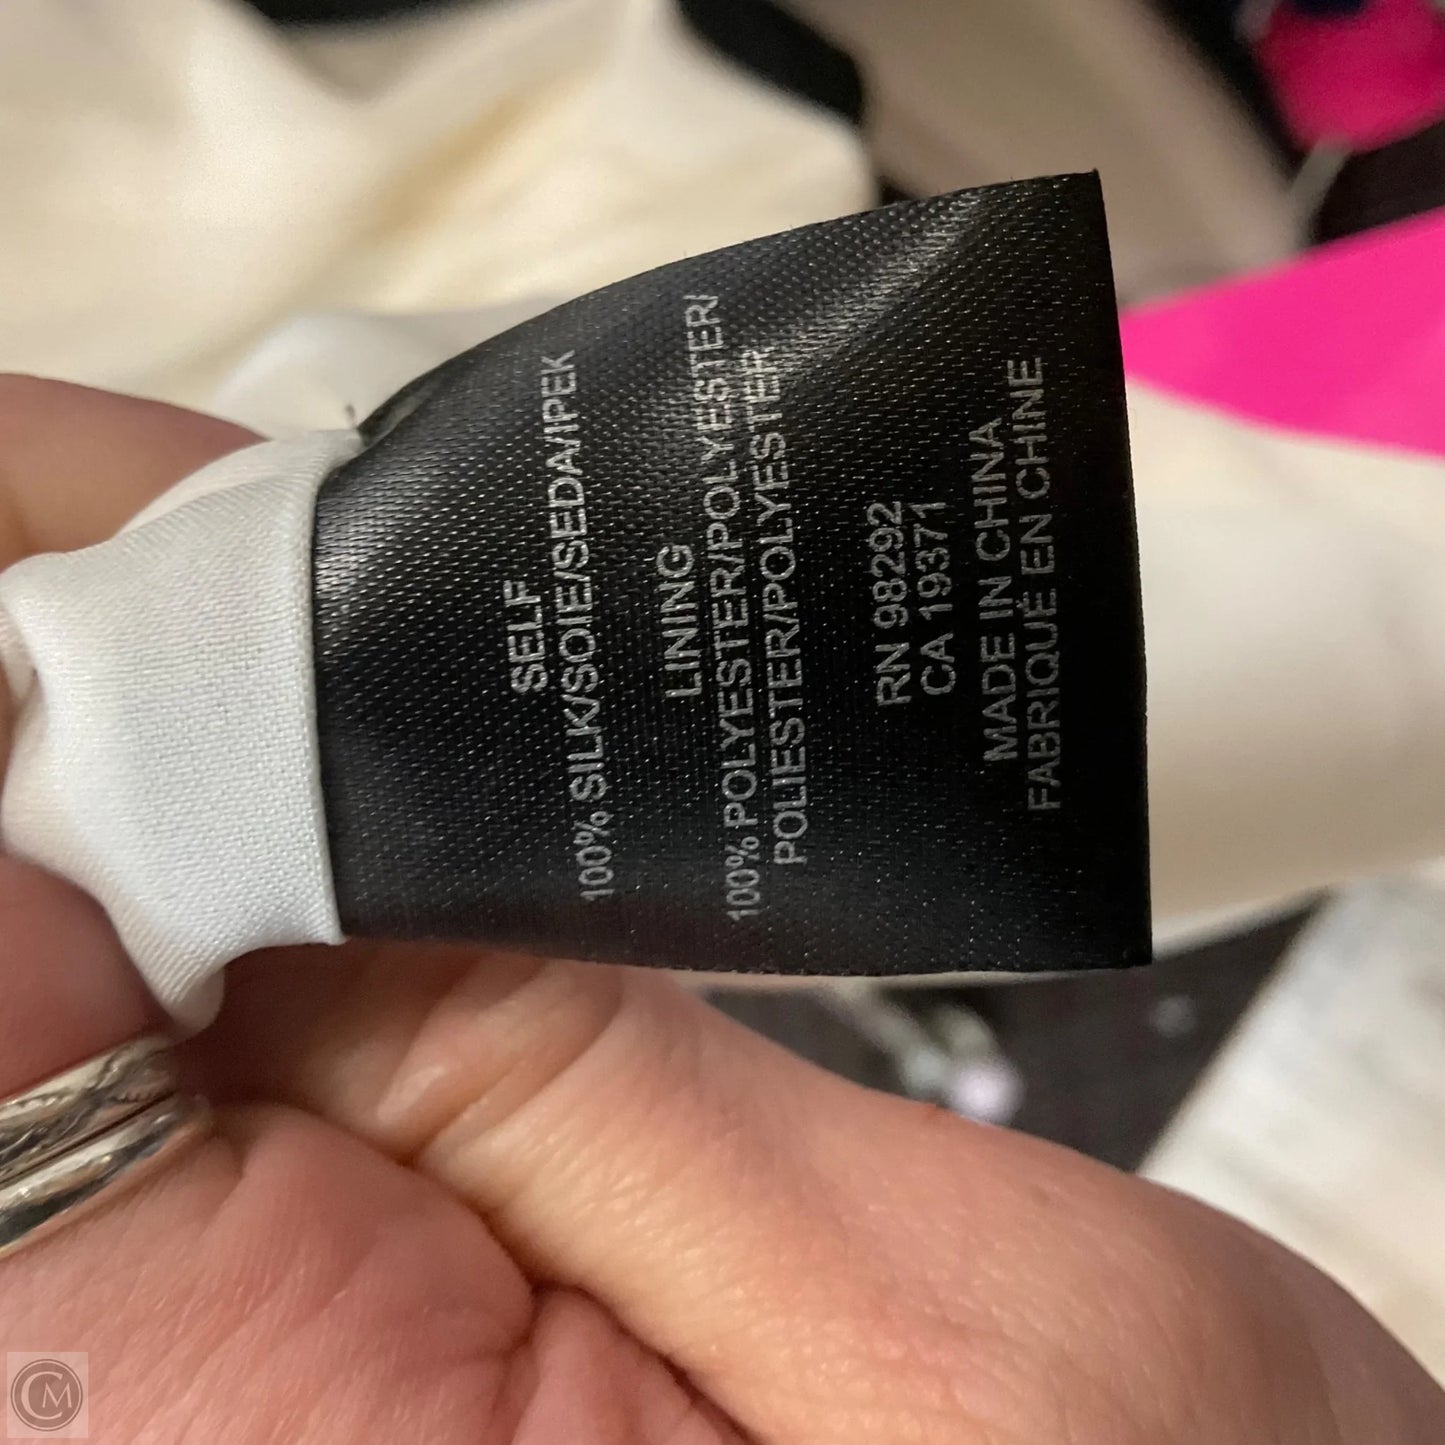 SELF
100% SILK/SOIE/SEDA/IPEK
LINING
100% POLYESTER/POLYESTER/
POLIESTER/POLYESTER
RN 98292
CA 19371
MADE IN CHINA
FABRIQUÉ EN CHINE
CM